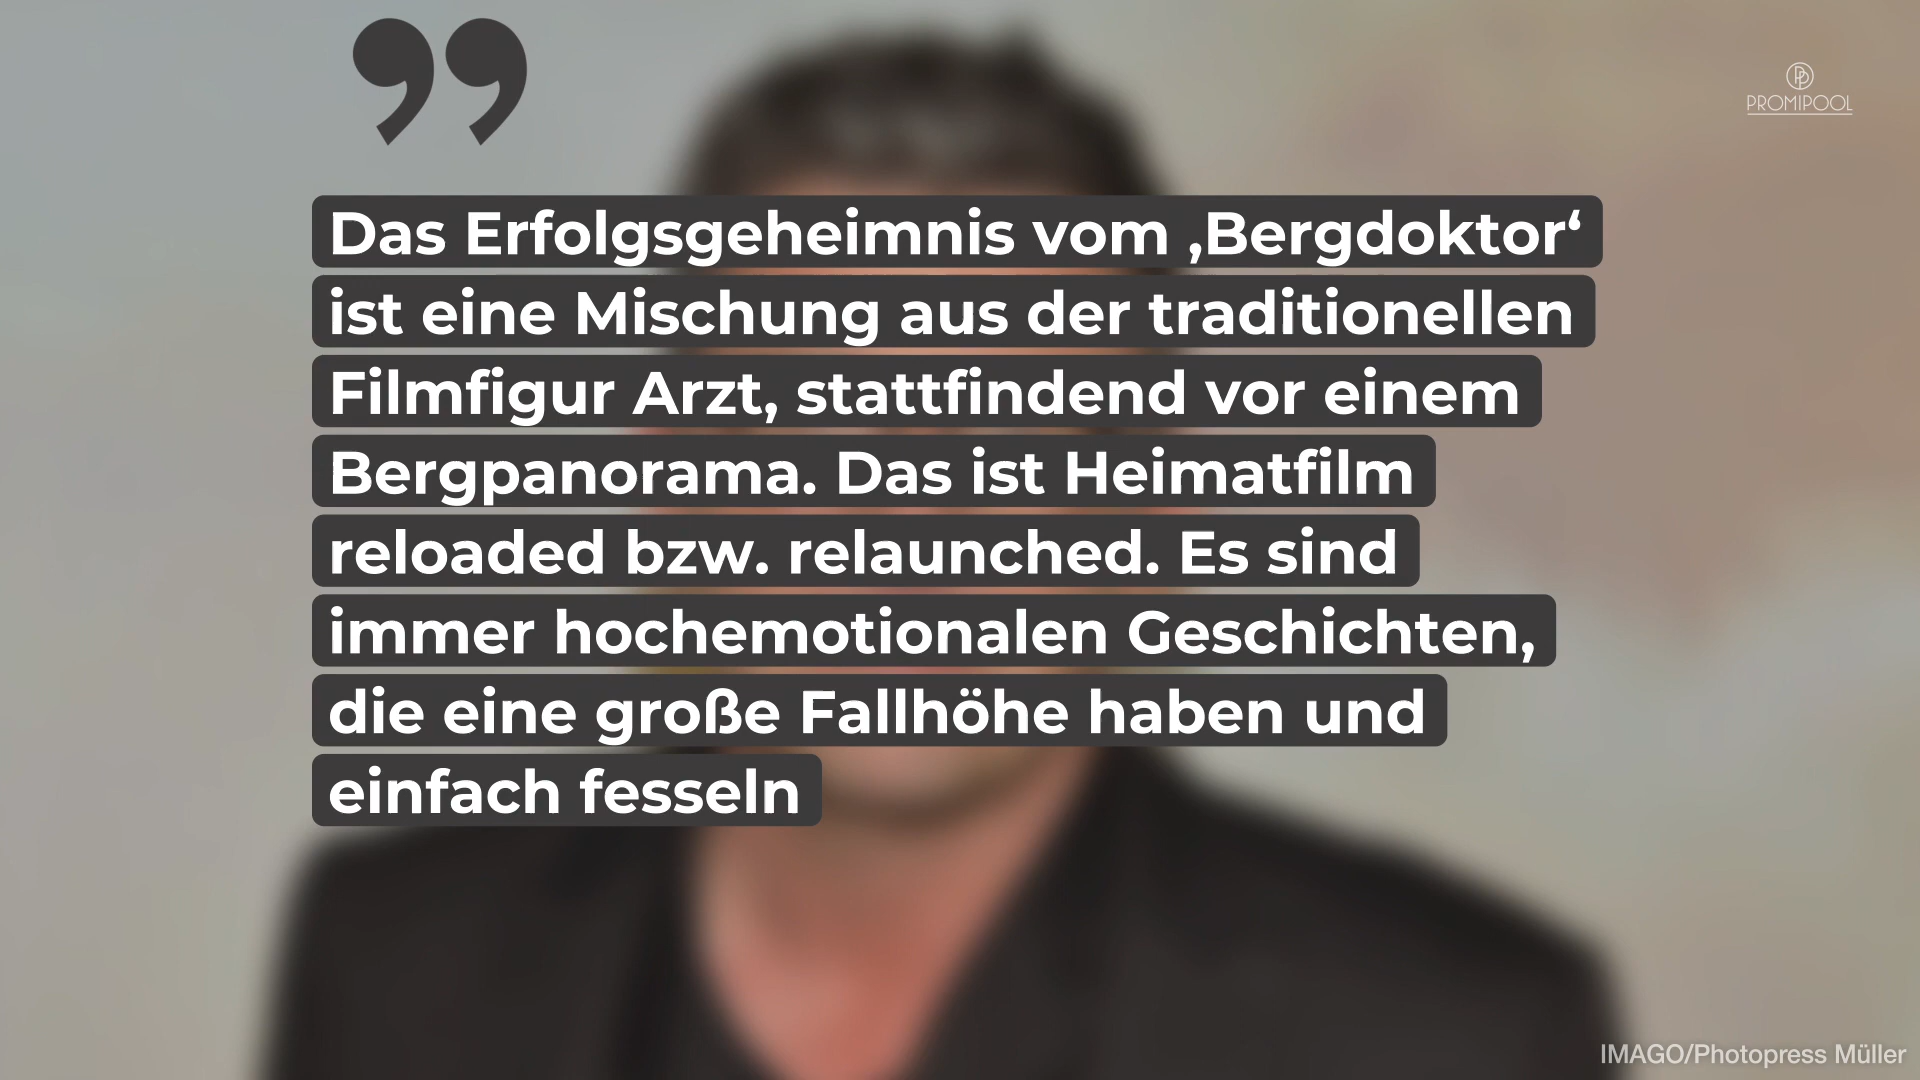 ”
PROMIPOOL
Das Erfolgsgeheimnis vom ‚Bergdoktor‘
ist eine Mischung aus der traditionellen
Filmfigur Arzt, stattfindend vor einem
Bergpanorama. Das ist Heimatfilm
reloaded bzw. relaunched. Es sind
immer hochemotionalen Geschichten,
die eine große Fallhöhe haben und
einfach fesseln
IMAGO/Photopress Müller